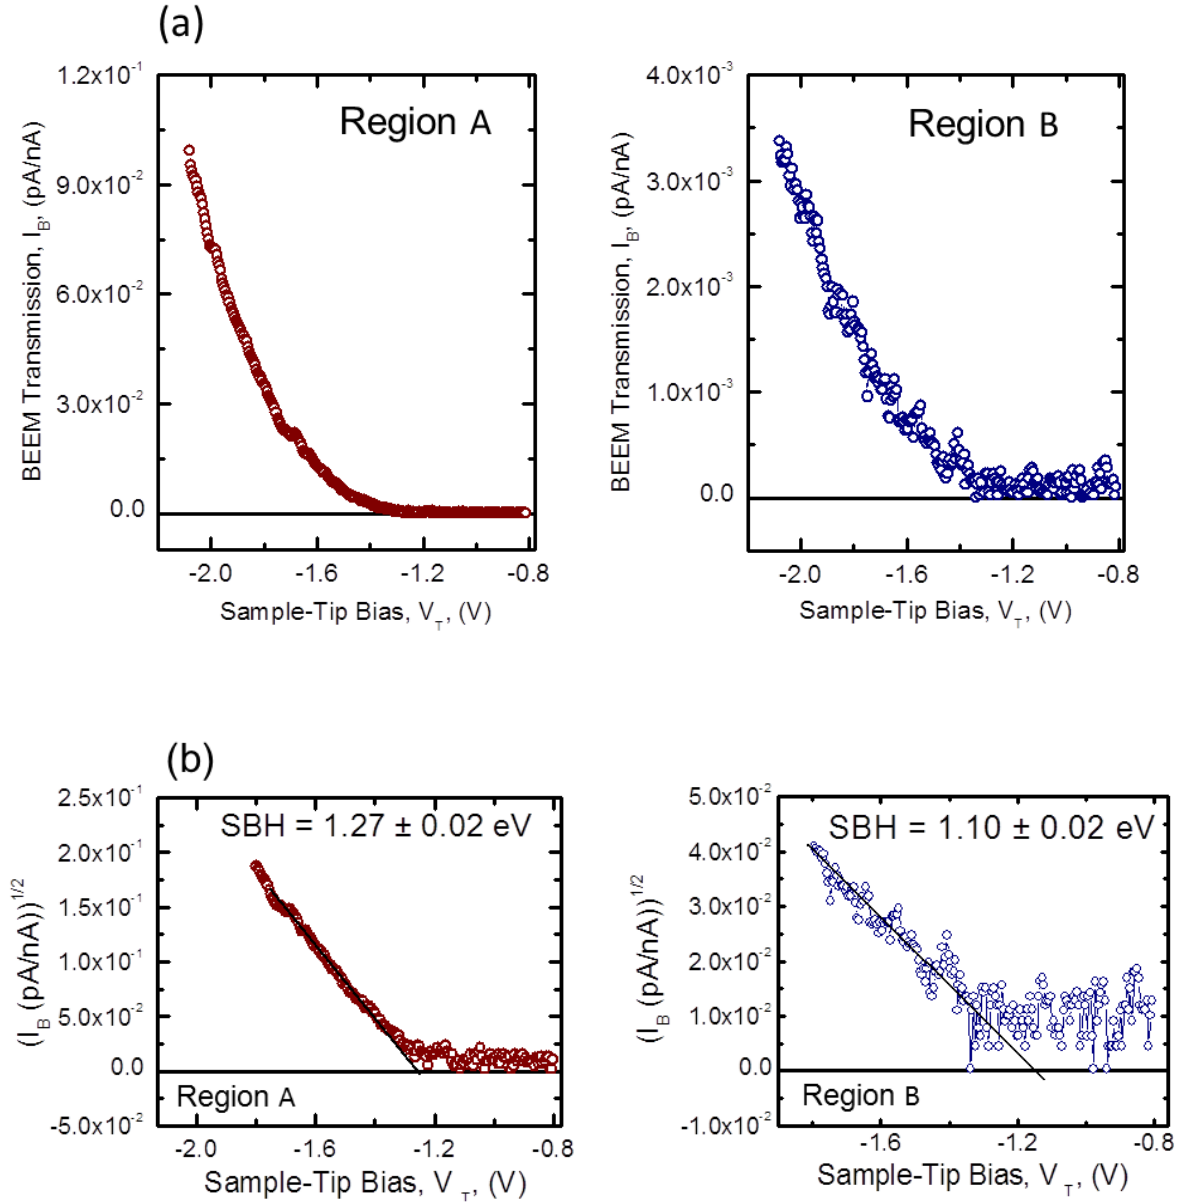 (a)
1.2x10⁻¹
9.0x10⁻²
6.0x10⁻²
3.0x10⁻²
0.0
BEEM Transmission, I_B, (pA/nA)
Region A
-2.0 -1.6 -1.2 -0.8
Sample-Tip Bias, V_T, (V)
4.0x10⁻³
3.0x10⁻³
2.0x10⁻³
1.0x10⁻³
0.0
BEEM Transmission, I_B, (pA/nA)
Region B
-2.0 -1.6 -1.2 -0.8
Sample-Tip Bias, V_T, (V)
(b)
2.5x10⁻¹
2.0x10⁻¹
1.5x10⁻¹
1.0x10⁻¹
5.0x10⁻²
0.0
-5.0x10⁻²
(I_B (pA/nA))^1/2
SBH = 1.27 ± 0.02 eV
Region A
-2.0 -1.6 -1.2 -0.8
Sample-Tip Bias, V_T, (V)
5.0x10⁻²
4.0x10⁻²
3.0x10⁻²
2.0x10⁻²
1.0x10⁻²
0.0
-1.0x10⁻²
(I_B (pA/nA))^1/2
SBH = 1.10 ± 0.02 eV
Region B
-1.6 -1.2 -0.8
Sample-Tip Bias, V_T, (V)